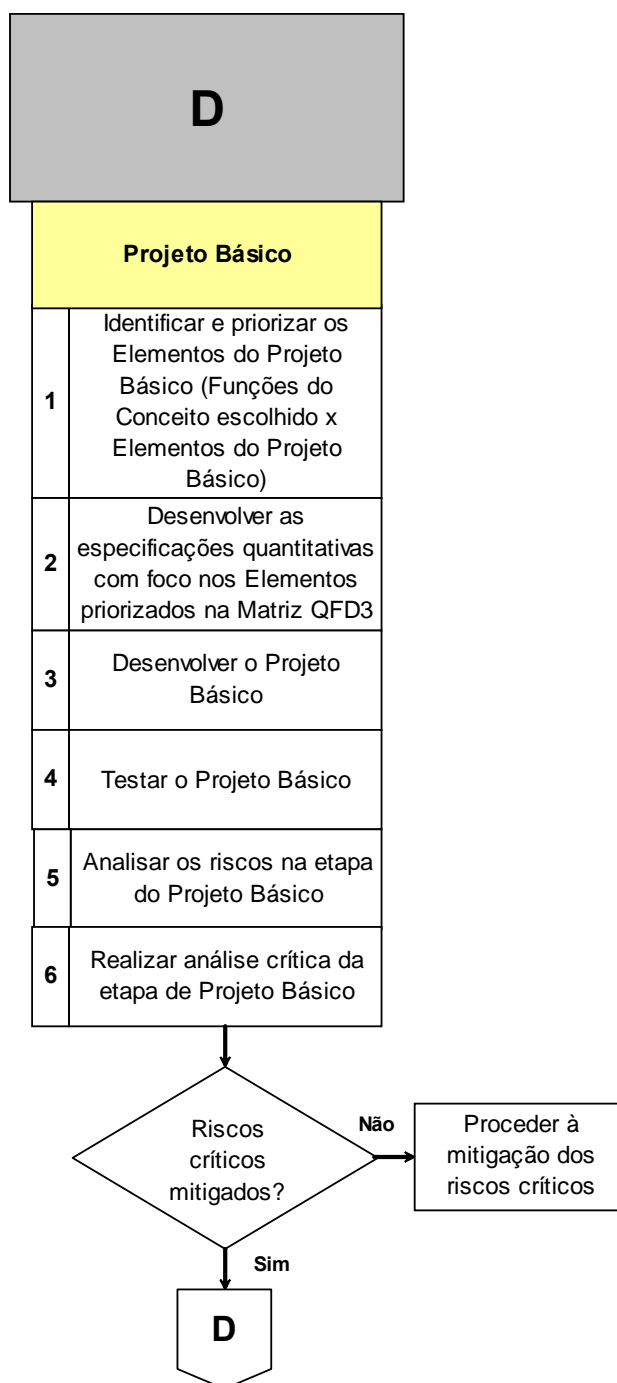 D
Projeto Básico
1
Identificar e priorizar os
Elementos do Projeto
Básico (Funções do
Conceito escolhido x
Elementos do Projeto
Básico)
2
Desenvolver as
especificações quantitativas
com foco nos Elementos
priorizados na Matriz QFD3
3
Desenvolver o Projeto
Básico
4
Testar o Projeto Básico
5
Analisar os riscos na etapa
do Projeto Básico
6
Realizar análise crítica da
etapa de Projeto Básico
Riscos
críticos
mitigados?
Não
Proceder à
mitigação dos
riscos críticos
Sim
D